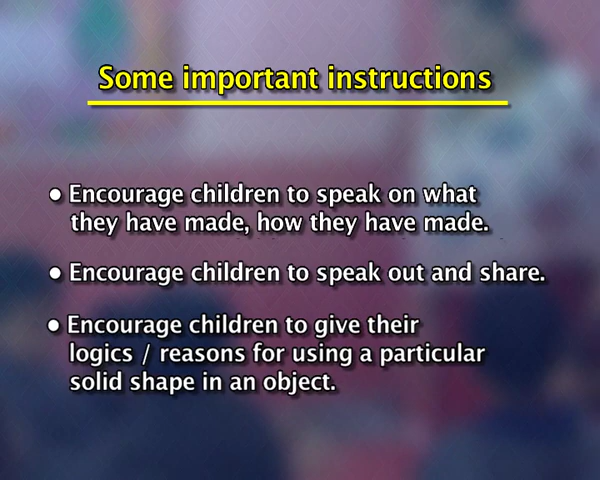 Some important instructions
• Encourage children to speak on what
they have made, how they have made.
• Encourage children to speak out and share.
• Encourage children to give their
logics / reasons for using a particular
solid shape in an object.